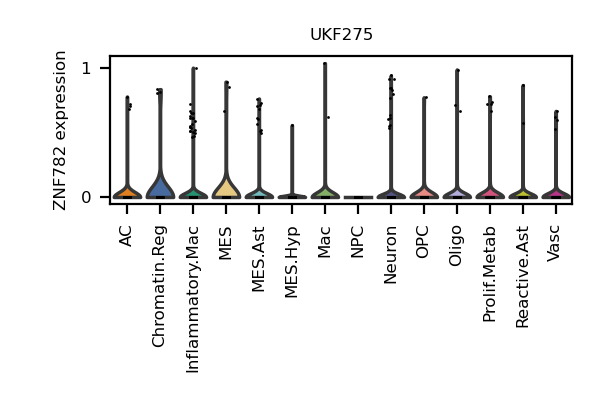 UKF275
ZNF782 expression
1
0
AC
Chromatin.Reg
Inflammatory.Mac
MES
MES.Ast
MES.Hyp
Mac
NPC
Neuron
OPC
Oligo
Prolif.Metab
Reactive.Ast
Vasc